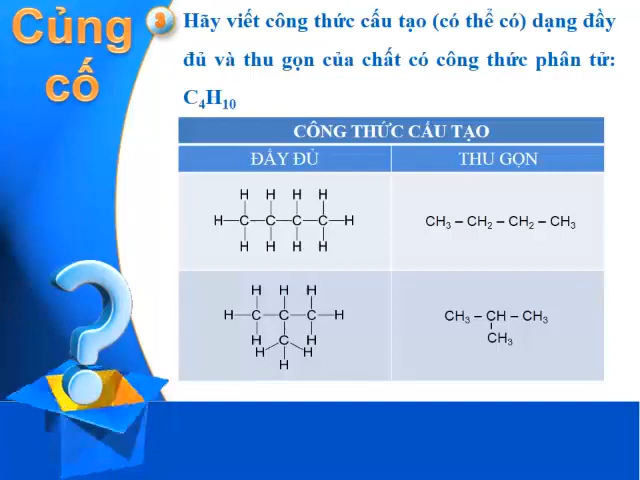 Củng
cố
3
Hãy viết công thức cấu tạo (có thể có) dạng đầy
đủ và thu gọn của chất có công thức phân tử:
C₄H₁₀
CÔNG THỨC CẤU TẠO
ĐẦY ĐỦ THU GỌN
H H H H
H—C—C—C—C—H
H H H H
CH₃ – CH₂ – CH₂ – CH₃
H H H
H—C—C—C—H
H C H
H H
H
CH₃ – CH – CH₃
CH₃